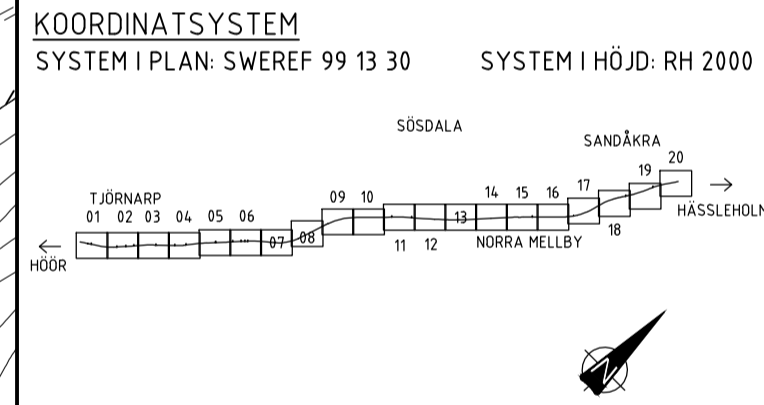 KOORDINATSYSTEM
SYSTEM I PLAN: SWEREF 99 13 30 SYSTEM I HÖJD: RH 2000
SÖSDALA
SANDÅKRA
TJÖRNARP
01 02 03 04 05 06 07 08 09 10 11 12 13 14 15 16 17 18 19 20
HÖÖR
NORRA MELLBY
HÄSSLEHOLM
N